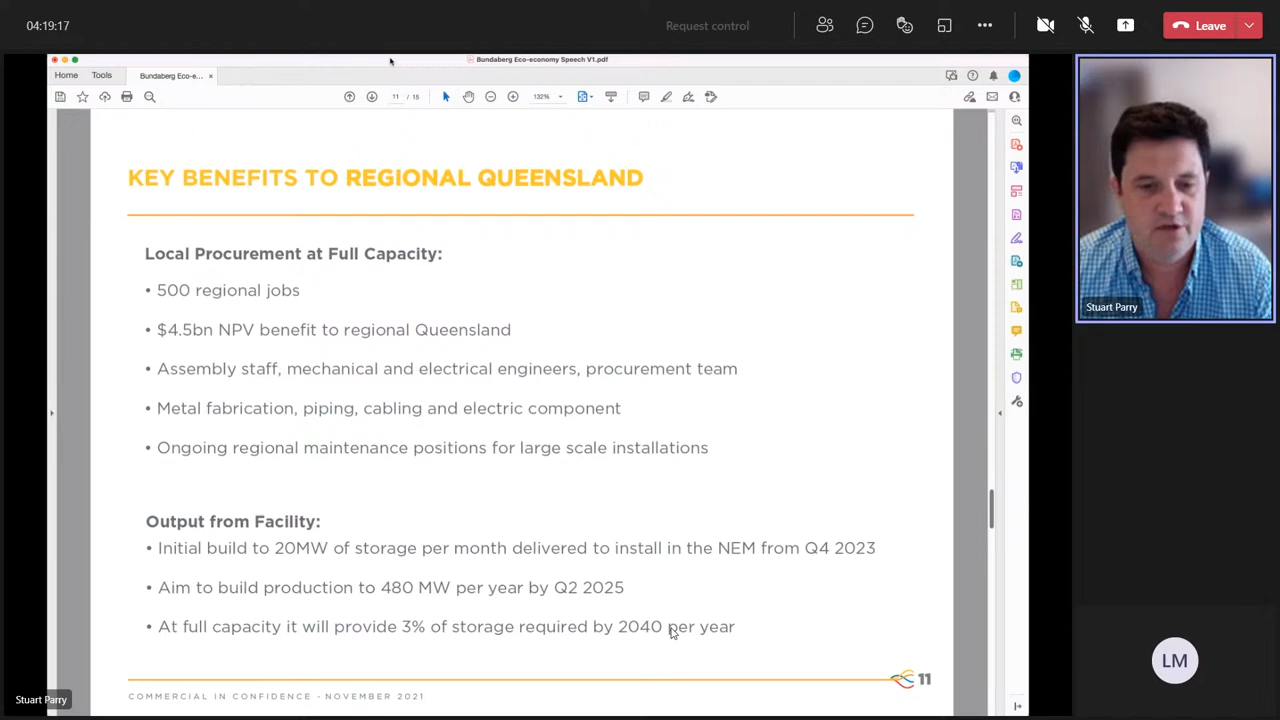 04:19:17
Request control
Leave
Bundaberg Eco-economy Speech V1.pdf
Home
Tools
Bundaberg Eco-e...
×
11 / 15
132%
KEY BENEFITS TO REGIONAL QUEENSLAND
Local Procurement at Full Capacity:
• 500 regional jobs
• $4.5bn NPV benefit to regional Queensland
• Assembly staff, mechanical and electrical engineers, procurement team
• Metal fabrication, piping, cabling and electric component
• Ongoing regional maintenance positions for large scale installations
Output from Facility:
• Initial build to 20MW of storage per month delivered to install in the NEM from Q4 2023
• Aim to build production to 480 MW per year by Q2 2025
• At full capacity it will provide 3% of storage required by 2040 per year
COMMERCIAL IN CONFIDENCE - NOVEMBER 2021
11
Stuart Parry
Stuart Parry
LM